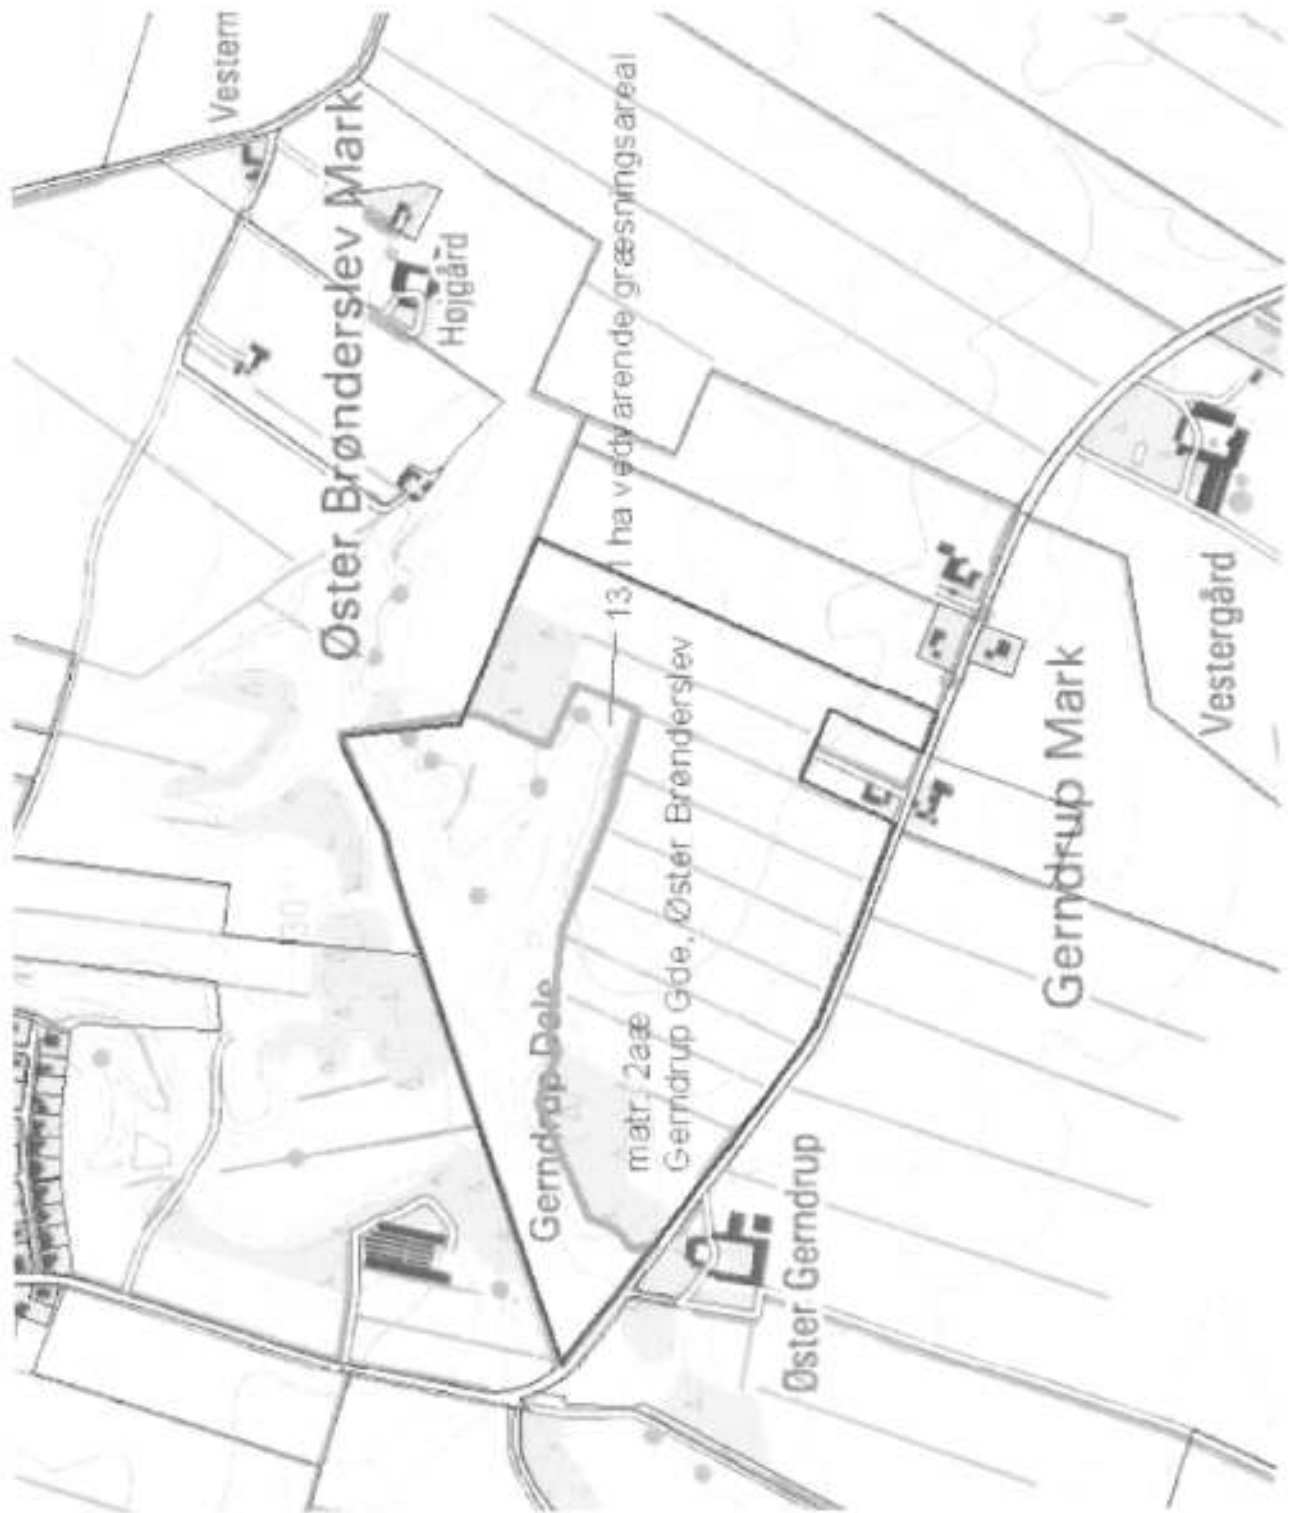 Vestern
Øster Brønderslev Mark
Højgård
13,1 ha vedvarende græsningsareal
Gerndrup Dele
matr. 2aæ
Gerndrup Gde, Øster Brønderslev
Øster Gerndrup
Gerndrup Mark
Vestergård